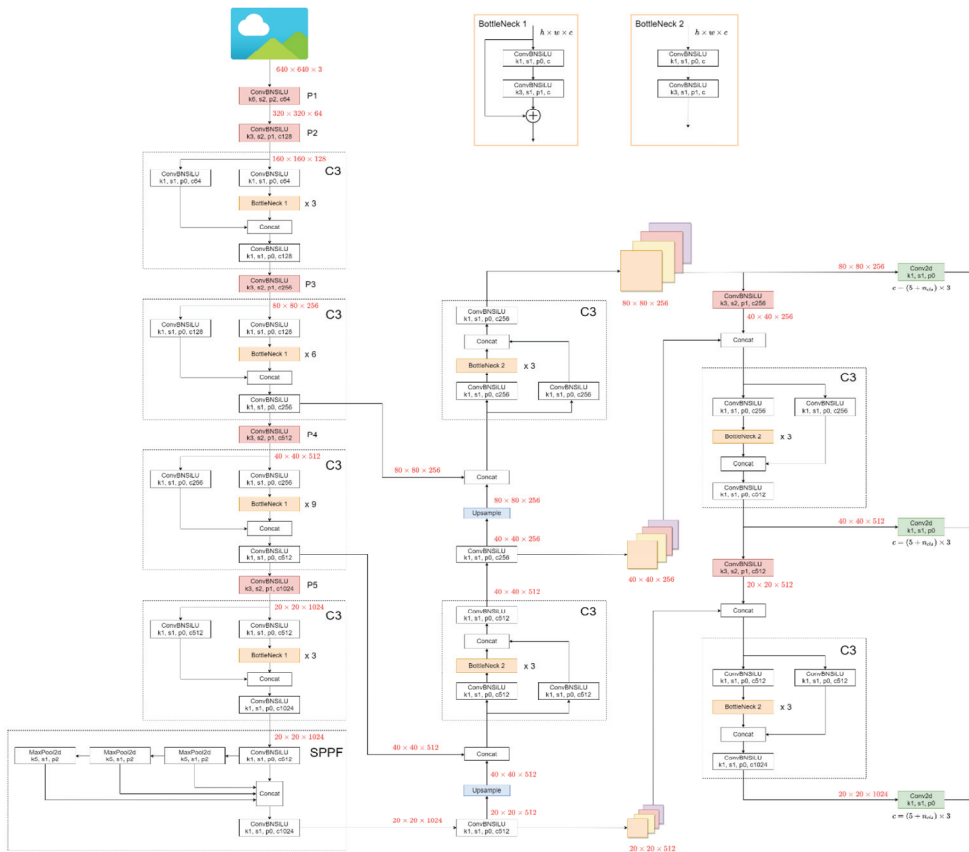 640 × 640 × 3
ConvBNSiLU
k6, s2, p2, c64
P1
320 × 320 × 64
ConvBNSiLU
k3, s2, p1, c128
P2
160 × 160 × 128
C3
ConvBNSiLU
k1, s1, p0, c64
ConvBNSiLU
k1, s1, p0, c64
BottleNeck 1
x 3
Concat
ConvBNSiLU
k1, s1, p0, c128
ConvBNSiLU
k3, s2, p1, c256
P3
80 × 80 × 256
C3
ConvBNSiLU
k1, s1, p0, c128
ConvBNSiLU
k1, s1, p0, c128
BottleNeck 1
x 6
Concat
ConvBNSiLU
k1, s1, p0, c256
ConvBNSiLU
k3, s2, p1, c512
P4
40 × 40 × 512
C3
ConvBNSiLU
k1, s1, p0, c256
ConvBNSiLU
k1, s1, p0, c256
BottleNeck 1
x 9
Concat
ConvBNSiLU
k1, s1, p0, c512
ConvBNSiLU
k3, s2, p1, c1024
P5
20 × 20 × 1024
C3
ConvBNSiLU
k1, s1, p0, c512
ConvBNSiLU
k1, s1, p0, c512
BottleNeck 1
x 3
Concat
ConvBNSiLU
k1, s1, p0, c1024
20 × 20 × 1024
SPPF
MaxPool2d
k5, s1, p2
MaxPool2d
k5, s1, p2
MaxPool2d
k5, s1, p2
ConvBNSiLU
k1, s1, p0, c512
Concat
ConvBNSiLU
k1, s1, p0, c1024
BottleNeck 1
h × w × c
ConvBNSiLU
k1, s1, p0, c
ConvBNSiLU
k3, s1, p1, c
+
BottleNeck 2
h × w × c
ConvBNSiLU
k1, s1, p0, c
ConvBNSiLU
k3, s1, p1, c
C3
ConvBNSiLU
k1, s1, p0, c256
Concat
BottleNeck 2
x 3
ConvBNSiLU
k1, s1, p0, c256
ConvBNSiLU
k1, s1, p0, c256
80 × 80 × 256
Concat
80 × 80 × 256
Upsample
40 × 40 × 256
ConvBNSiLU
k1, s1, p0, c256
40 × 40 × 512
C3
ConvBNSiLU
k1, s1, p0, c512
Concat
BottleNeck 2
x 3
ConvBNSiLU
k1, s1, p0, c512
ConvBNSiLU
k1, s1, p0, c512
40 × 40 × 512
Concat
40 × 40 × 512
Upsample
20 × 20 × 512
20 × 20 × 1024
ConvBNSiLU
k1, s1, p0, c512
80 × 80 × 256
40 × 40 × 256
20 × 20 × 512
80 × 80 × 256
Conv2d
k1, s1, p0
c = (5 + n_cls) × 3
ConvBNSiLU
k3, s2, p1, c256
40 × 40 × 256
Concat
C3
ConvBNSiLU
k1, s1, p0, c256
ConvBNSiLU
k1, s1, p0, c256
BottleNeck 2
x 3
Concat
ConvBNSiLU
k1, s1, p0, c512
40 × 40 × 512
Conv2d
k1, s1, p0
c = (5 + n_cls) × 3
ConvBNSiLU
k3, s2, p1, c512
20 × 20 × 512
Concat
C3
ConvBNSiLU
k1, s1, p0, c512
ConvBNSiLU
k1, s1, p0, c512
BottleNeck 2
x 3
Concat
ConvBNSiLU
k1, s1, p0, c1024
20 × 20 × 1024
Conv2d
k1, s1, p0
c = (5 + n_cls) × 3